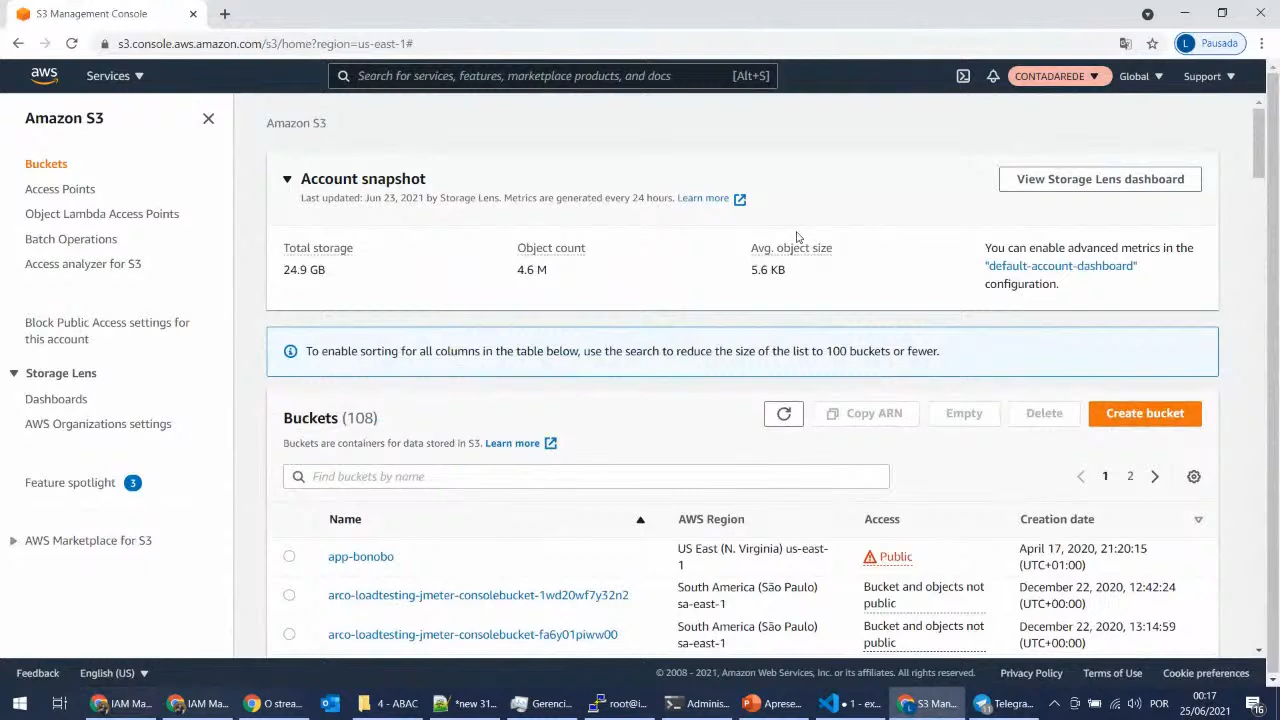 S3 Management Console
s3.console.aws.amazon.com/s3/home?region=us-east-1#
L Pausada
aws Services Search for services, features, marketplace products, and docs [Alt+S] CONTADAREDE Global Support
Amazon S3
Buckets
Access Points
Object Lambda Access Points
Batch Operations
Access analyzer for S3
Block Public Access settings for
this account
Storage Lens
Dashboards
AWS Organizations settings
Feature spotlight 3
AWS Marketplace for S3
Amazon S3
Account snapshot
View Storage Lens dashboard
Last updated: Jun 23, 2021 by Storage Lens. Metrics are generated every 24 hours. Learn more
Total storage
24.9 GB
Object count
4.6 M
Avg. object size
5.6 KB
You can enable advanced metrics in the
"default-account-dashboard"
configuration.
To enable sorting for all columns in the table below, use the search to reduce the size of the list to 100 buckets or fewer.
Buckets (108)
Copy ARN Empty Delete Create bucket
Buckets are containers for data stored in S3. Learn more
Find buckets by name
1 2
Name AWS Region Access Creation date
app-bonobo
US East (N. Virginia) us-east-
1
Public
April 17, 2020, 21:20:15
(UTC+01:00)
arco-loadtesting-jmeter-consolebucket-1wd20wf7y32n2
South America (São Paulo)
sa-east-1
Bucket and objects not
public
December 22, 2020, 12:42:24
(UTC+00:00)
arco-loadtesting-jmeter-consolebucket-fa6y01piww00
South America (São Paulo)
sa-east-1
Bucket and objects not
public
December 22, 2020, 13:14:59
(UTC+00:00)
Feedback English (US) © 2008 - 2021, Amazon Web Services, Inc. or its affiliates. All rights reserved. Privacy Policy Terms of Use Cookie preferences
IAM Ma... IAM Ma... O strea... 4 - ABAC *new 31... Gerenci... root@i... Adminis... Aprese... 1 - ex... S3 Man... Telegra... POR
00:17
25/06/2021
16